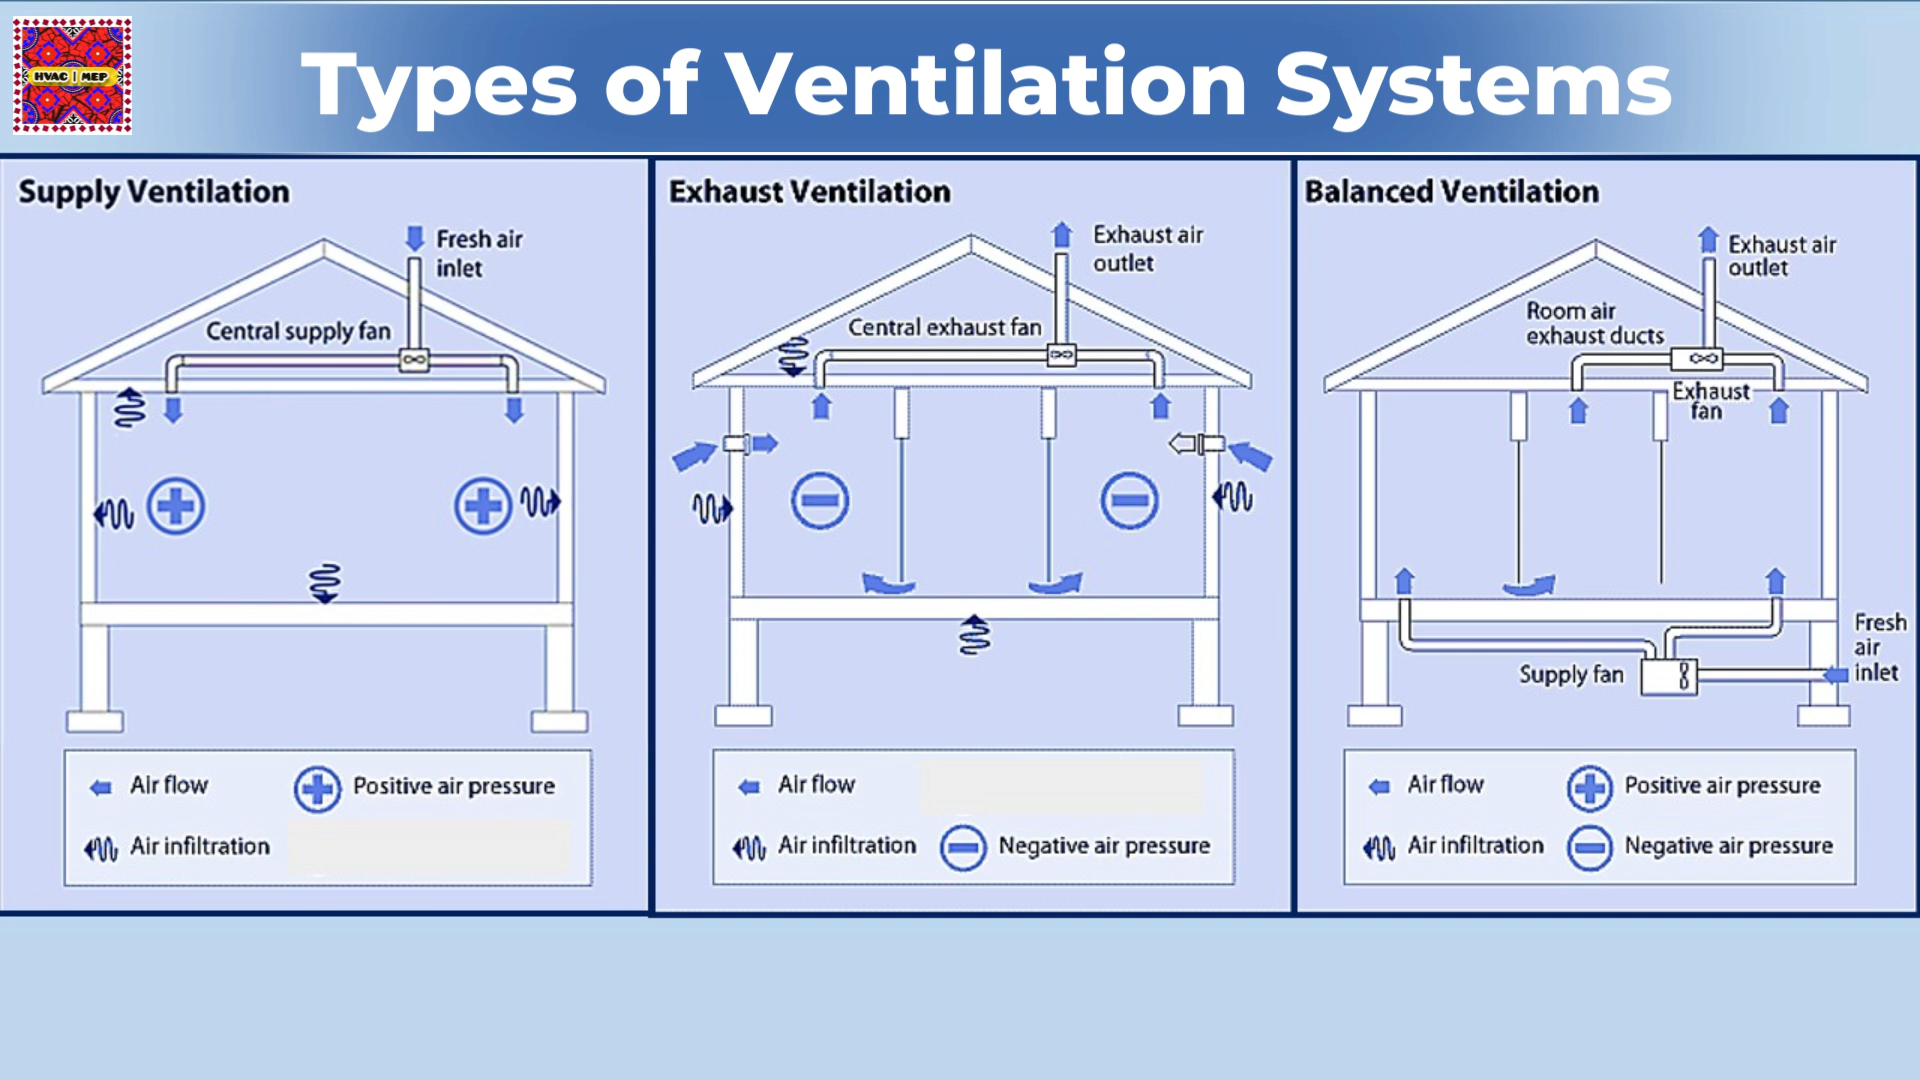 HVAC | MEP
Types of Ventilation Systems
Supply Ventilation
Fresh air
inlet
Central supply fan
Air flow
Positive air pressure
Air infiltration
Exhaust Ventilation
Exhaust air
outlet
Central exhaust fan
Air flow
Air infiltration
Negative air pressure
Balanced Ventilation
Exhaust air
outlet
Room air
exhaust ducts
Exhaust
fan
Fresh
air
inlet
Supply fan
Air flow
Positive air pressure
Air infiltration
Negative air pressure